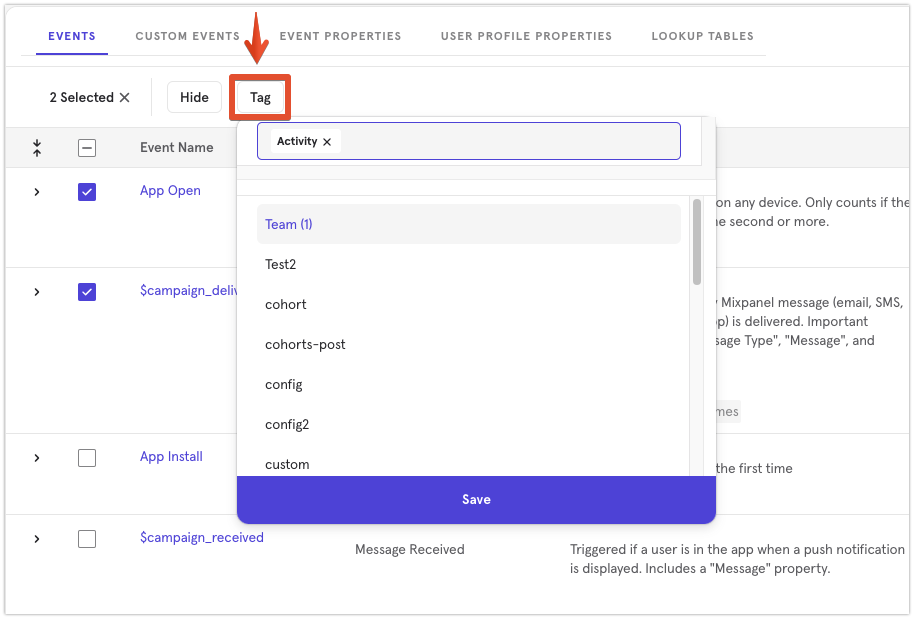 EVENTS
CUSTOM EVENTS
EVENT PROPERTIES
USER PROFILE PROPERTIES
LOOKUP TABLES
2 Selected
Hide
Tag
Activity
Event Name
Team (1)
Test2
cohort
cohorts-post
config
config2
custom
Save
App Open
on any device. Only counts if the
second or more.
$campaign_deliv
Mixpanel message (email, SMS,
is delivered. Important
Type", "Message", and
App Install
the first time
$campaign_received
Message Received
Triggered if a user is in the app when a push notification
is displayed. Includes a "Message" property.